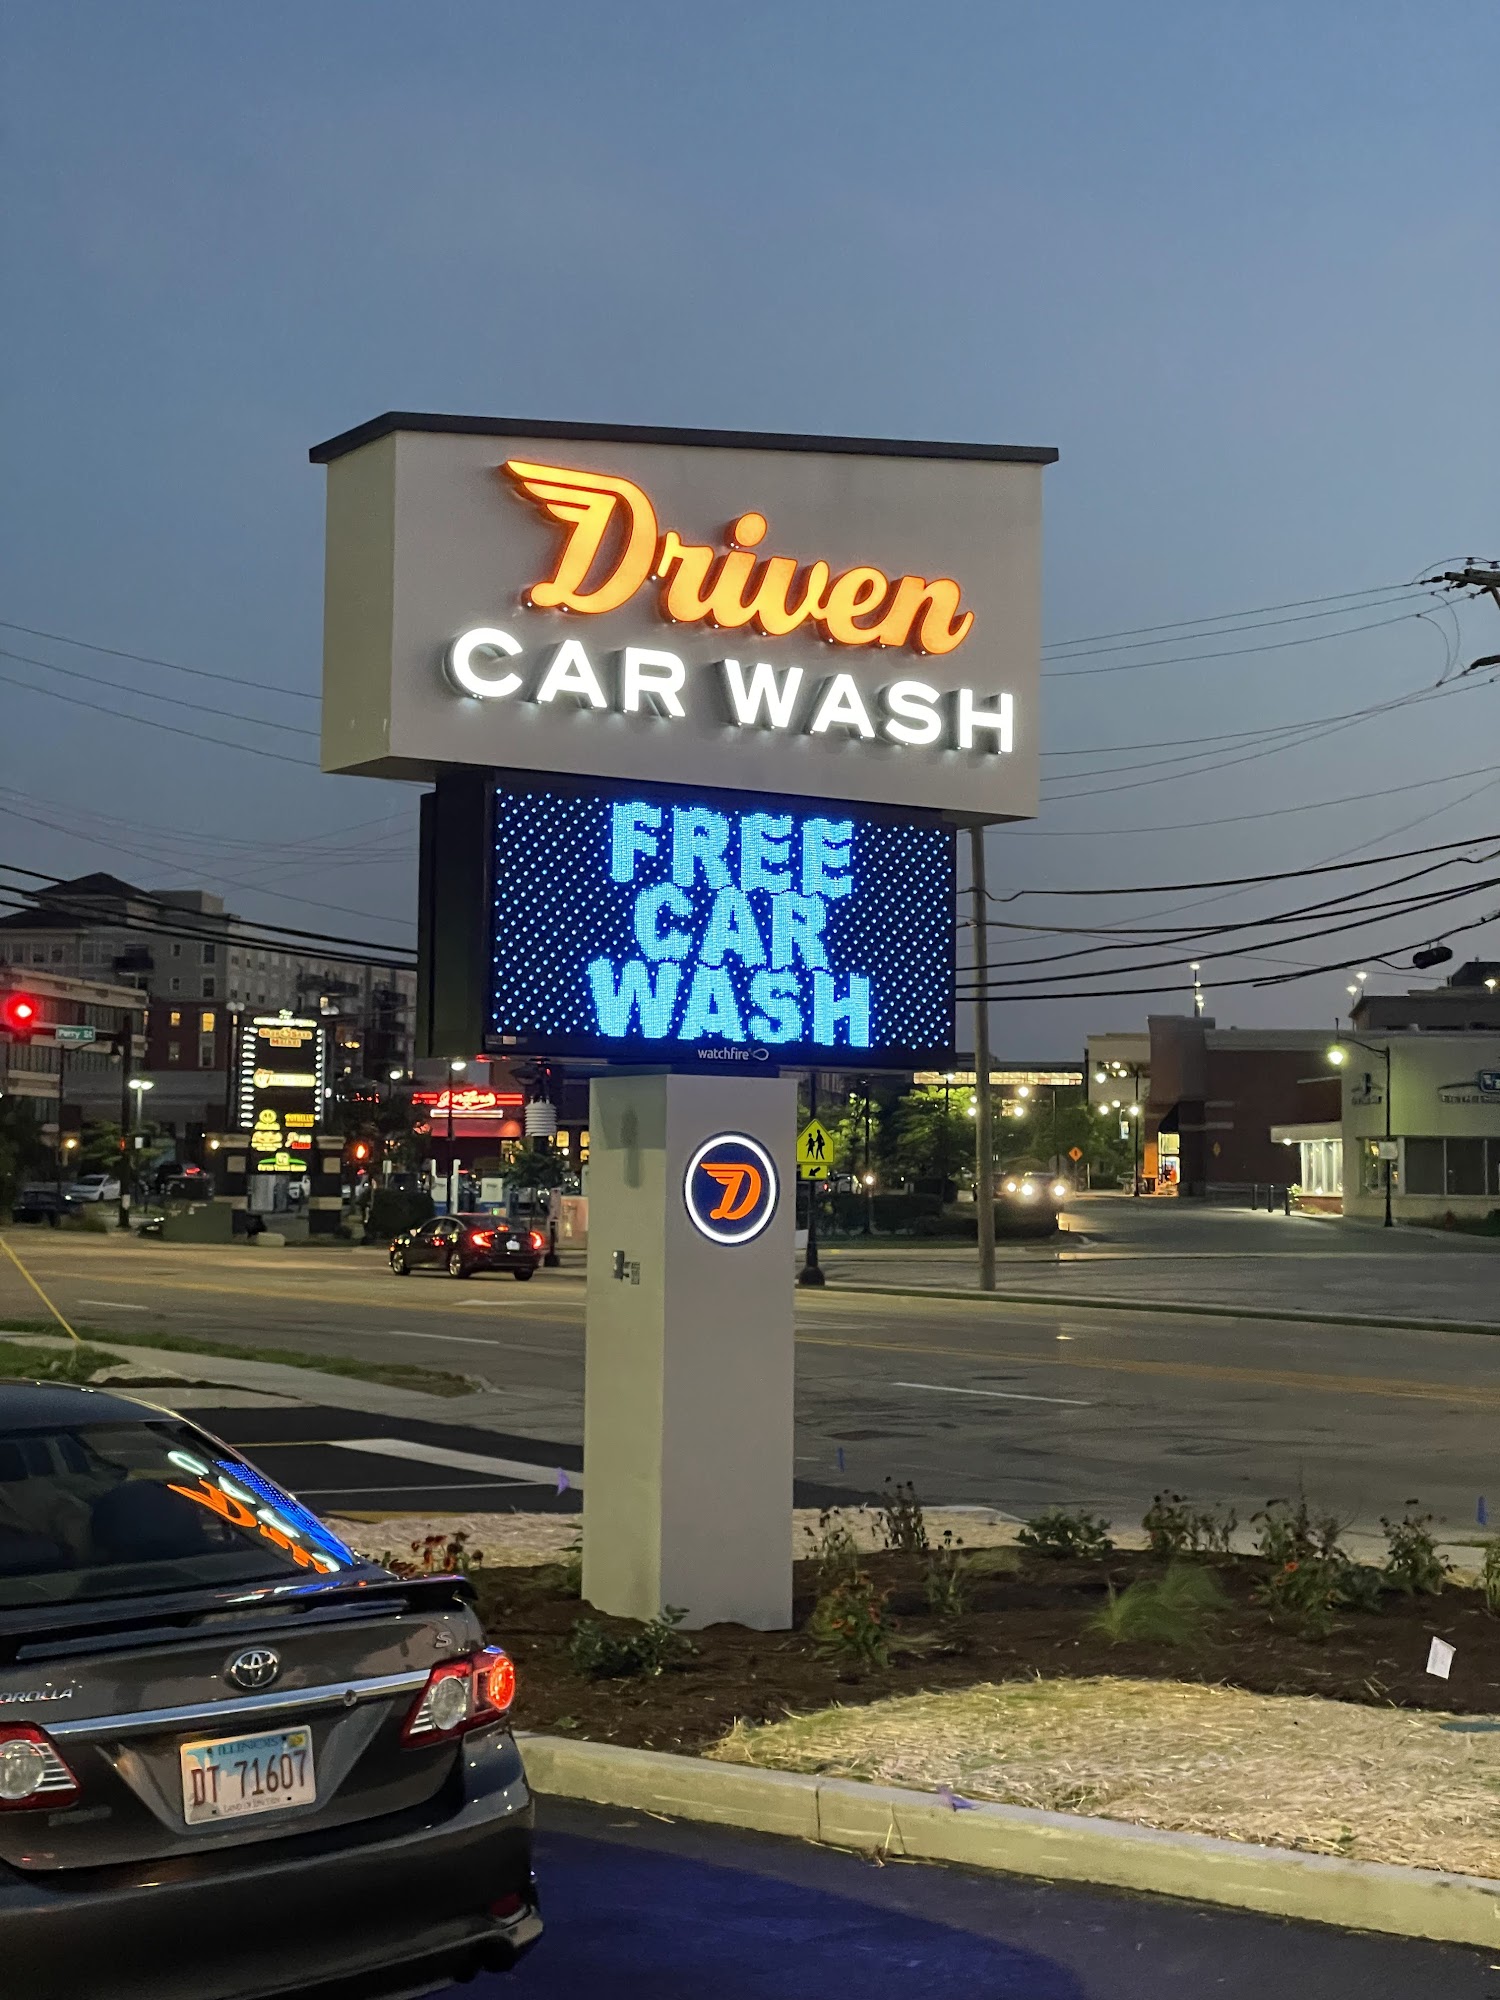 Driven
CAR WASH
FREE
CAR
WASH
watchfire
D
Perry St
S
COROLLA
ILLINOIS
DT 71607
LAND OF LINCOLN